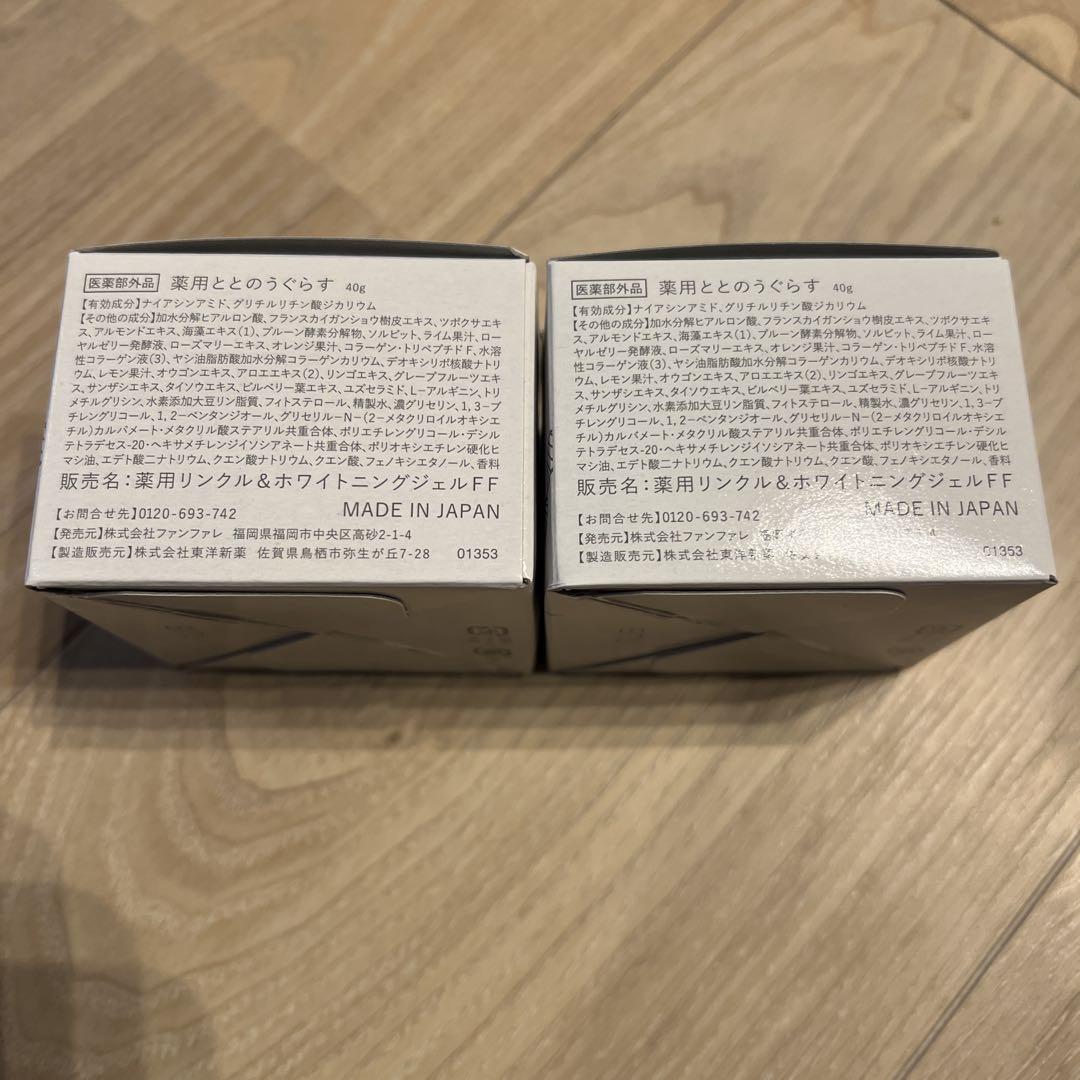 医薬部外品 薬用ととのうぐらす 40g
【有効成分】ナイアシンアミド、グリチルリチン酸ジカリウム
【その他の成分】加水分解ヒアルロン酸、フランスカイガンショウ樹皮エキス、ツボクサエキ
ス、アルモンドエキス、海藻エキス(1)、プルーン酵素分解物、ソルビット、ライム果汁、ロー
ヤルゼリー発酵液、ローズマリーエキス、オレンジ果汁、コラーゲン・トリペプチド F、水溶
性コラーゲン液(3)、ヤシ油脂肪酸加水分解コラーゲンカリウム、デオキシリボ核酸ナトリ
ウム、レモン果汁、オウゴンエキス、アロエエキス(2)、リンゴエキス、グレープフルーツエキ
ス、サンザシエキス、タイソウエキス、ビルベリー葉エキス、ユズセラミド、L-アルギニン、トリ
メチルグリシン、水素添加大豆リン脂質、フィトステロール、精製水、濃グリセリン、1,3-ブ
チレングリコール、1,2-ペンタンジオール、グリセリル-N-(2-メタクリロイルオキシエ
チル)カルバメート・メタクリル酸ステアリル共重合体、ポリエチレングリコール・デシル
テトラデセス-20・ヘキサメチレンジイソシアネート共重合体、ポリオキシエチレン硬化ヒ
マシ油、エデト酸二ナトリウム、クエン酸ナトリウム、クエン酸、フェノキシエタノール、香料
販売名：薬用リンクル＆ホワイトニングジェルFF
【お問合せ先】0120-693-742 MADE IN JAPAN
【発売元】株式会社ファンファレ 福岡県福岡市中央区高砂2-1-4
【製造販売元】株式会社東洋新薬 佐賀県鳥栖市弥生が丘7-28 01353
医薬部外品 薬用ととのうぐらす 40g
【有効成分】ナイアシンアミド、グリチルリチン酸ジカリウム
【その他の成分】加水分解ヒアルロン酸、フランスカイガンショウ樹皮エキス、ツボクサエキ
ス、アルモンドエキス、海藻エキス(1)、プルーン酵素分解物、ソルビット、ライム果汁、ロー
ヤルゼリー発酵液、ローズマリーエキス、オレンジ果汁、コラーゲン・トリペプチド F、水溶
性コラーゲン液(3)、ヤシ油脂肪酸加水分解コラーゲンカリウム、デオキシリボ核酸ナトリ
ウム、レモン果汁、オウゴンエキス、アロエエキス(2)、リンゴエキス、グレープフルーツエキ
ス、サンザシエキス、タイソウエキス、ビルベリー葉エキス、ユズセラミド、L-アルギニン、トリ
メチルグリシン、水素添加大豆リン脂質、フィトステロール、精製水、濃グリセリン、1,3-ブ
チレングリコール、1,2-ペンタンジオール、グリセリル-N-(2-メタクリロイルオキシエ
チル)カルバメート・メタクリル酸ステアリル共重合体、ポリエチレングリコール・デシル
テトラデセス-20・ヘキサメチレンジイソシアネート共重合体、ポリオキシエチレン硬化ヒ
マシ油、エデト酸二ナトリウム、クエン酸ナトリウム、クエン酸、フェノキシエタノール、香料
販売名：薬用リンクル＆ホワイトニングジェルFF
【お問合せ先】0120-693-742 MADE IN JAPAN
【発売元】株式会社ファンファレ
【製造販売元】株式会社東洋新薬 01353